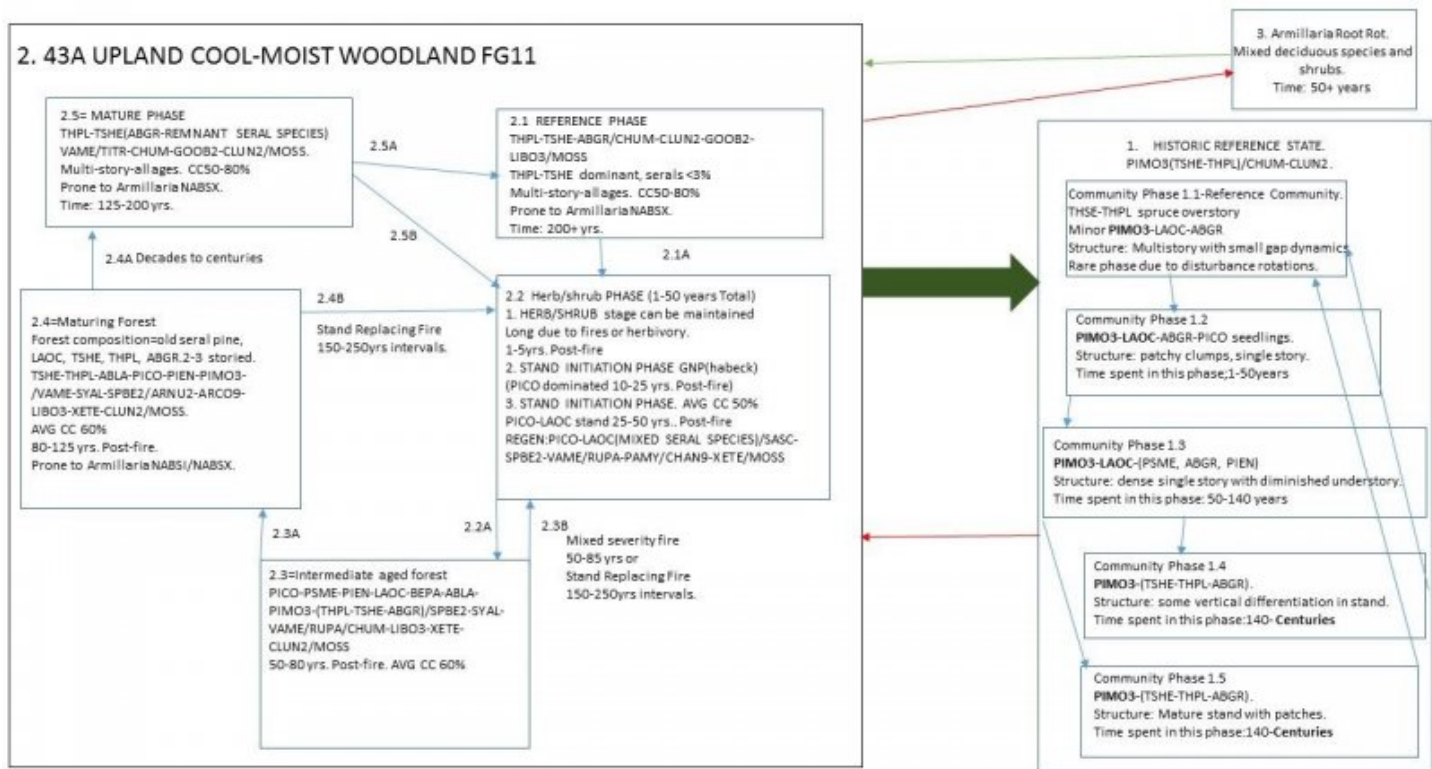 2. 43A UPLAND COOL-MOIST WOODLAND FG11
2.5= MATURE PHASE
THPL-TSHE(ABGR-REMNANT SERAL SPECIES)
VAME/TITR-CHUM-GOOB2-CLUN2/MOSS.
Multi-story-allages. CC50-80%
Prone to Armillaria NABSX.
Time: 125-200 yrs.
2.5A
2.5B
2.1 REFERENCE PHASE
THPL-TSHE-ABGR/CHUM-CLUN2-GOOB2-
LIBO3/MOSS
THPL-TSHE dominant, serals <3%
Multi-story-allages. CC50-80%
Prone to Armillaria NABSX.
Time: 200+ yrs.
2.1A
2.4A Decades to centuries
2.4=Maturing Forest
Forest composition=old seral pine,
LAOC, TSHE, THPL, ABGR.2-3 storied.
TSHE-THPL-ABLA-PICO-PIEN-PIMO3-
/VAME-SYAL-SPBE2/ARNU2-ARCO9-
LIBO3-XETE-CLUN2/MOSS.
AVG CC 60%
80-125 yrs. Post-fire.
Prone to Armillaria NABSI/NABSX.
2.4B
Stand Replacing Fire
150-250yrs intervals.
2.2 Herb/shrub PHASE (1-50 years Total)
1. HERB/SHRUB stage can be maintained
Long due to fires or herbivory.
1-5yrs. Post-fire
2. STAND INITIATION PHASE GNP(habeck)
(PICO dominated 10-25 yrs. Post-fire)
3. STAND INITIATION PHASE. AVG CC 50%
PICO-LAOC stand 25-50 yrs.. Post-fire
REGEN:PICO-LAOC(MIXED SERAL SPECIES)/SASC-
SPBE2-VAME/RUPA-PAMY/CHAN9-XETE/MOSS
2.3A
2.2A
2.3B
Mixed severity fire
50-85 yrs or
Stand Replacing Fire
150-250yrs intervals.
2.3=Intermediate aged forest
PICO-PSME-PIEN-LAOC-BEPA-ABLA-
PIMO3-(THPL-TSHE-ABGR)/SPBE2-SYAL-
VAME/RUPA/CHUM-LIBO3-XETE-
CLUN2/MOSS
50-80 yrs. Post-fire. AVG CC 60%
3. Armillaria Root Rot.
Mixed deciduous species and
shrubs.
Time: 50+ years
1. HISTORIC REFERENCE STATE.
PIMO3(TSHE-THPL)/CHUM-CLUN2.
Community Phase 1.1-Reference Community.
THSE-THPL spruce overstory
Minor PIMO3-LAOC-ABGR
Structure: Multistory with small gap dynamics
Rare phase due to disturbance rotations.
Community Phase 1.2
PIMO3-LAOC-ABGR-PICO seedlings.
Structure: patchy clumps, single story.
Time spent in this phase;1-50years
Community Phase 1.3
PIMO3-LAOC-(PSME, ABGR, PIEN)
Structure: dense single story with diminished understory.
Time spent in this phase: 50-140 years
Community Phase 1.4
PIMO3-(TSHE-THPL-ABGR).
Structure: some vertical differentiation in stand.
Time spent in this phase:140- Centuries
Community Phase 1.5
PIMO3-(TSHE-THPL-ABGR).
Structure: Mature stand with patches.
Time spent in this phase:140-Centuries